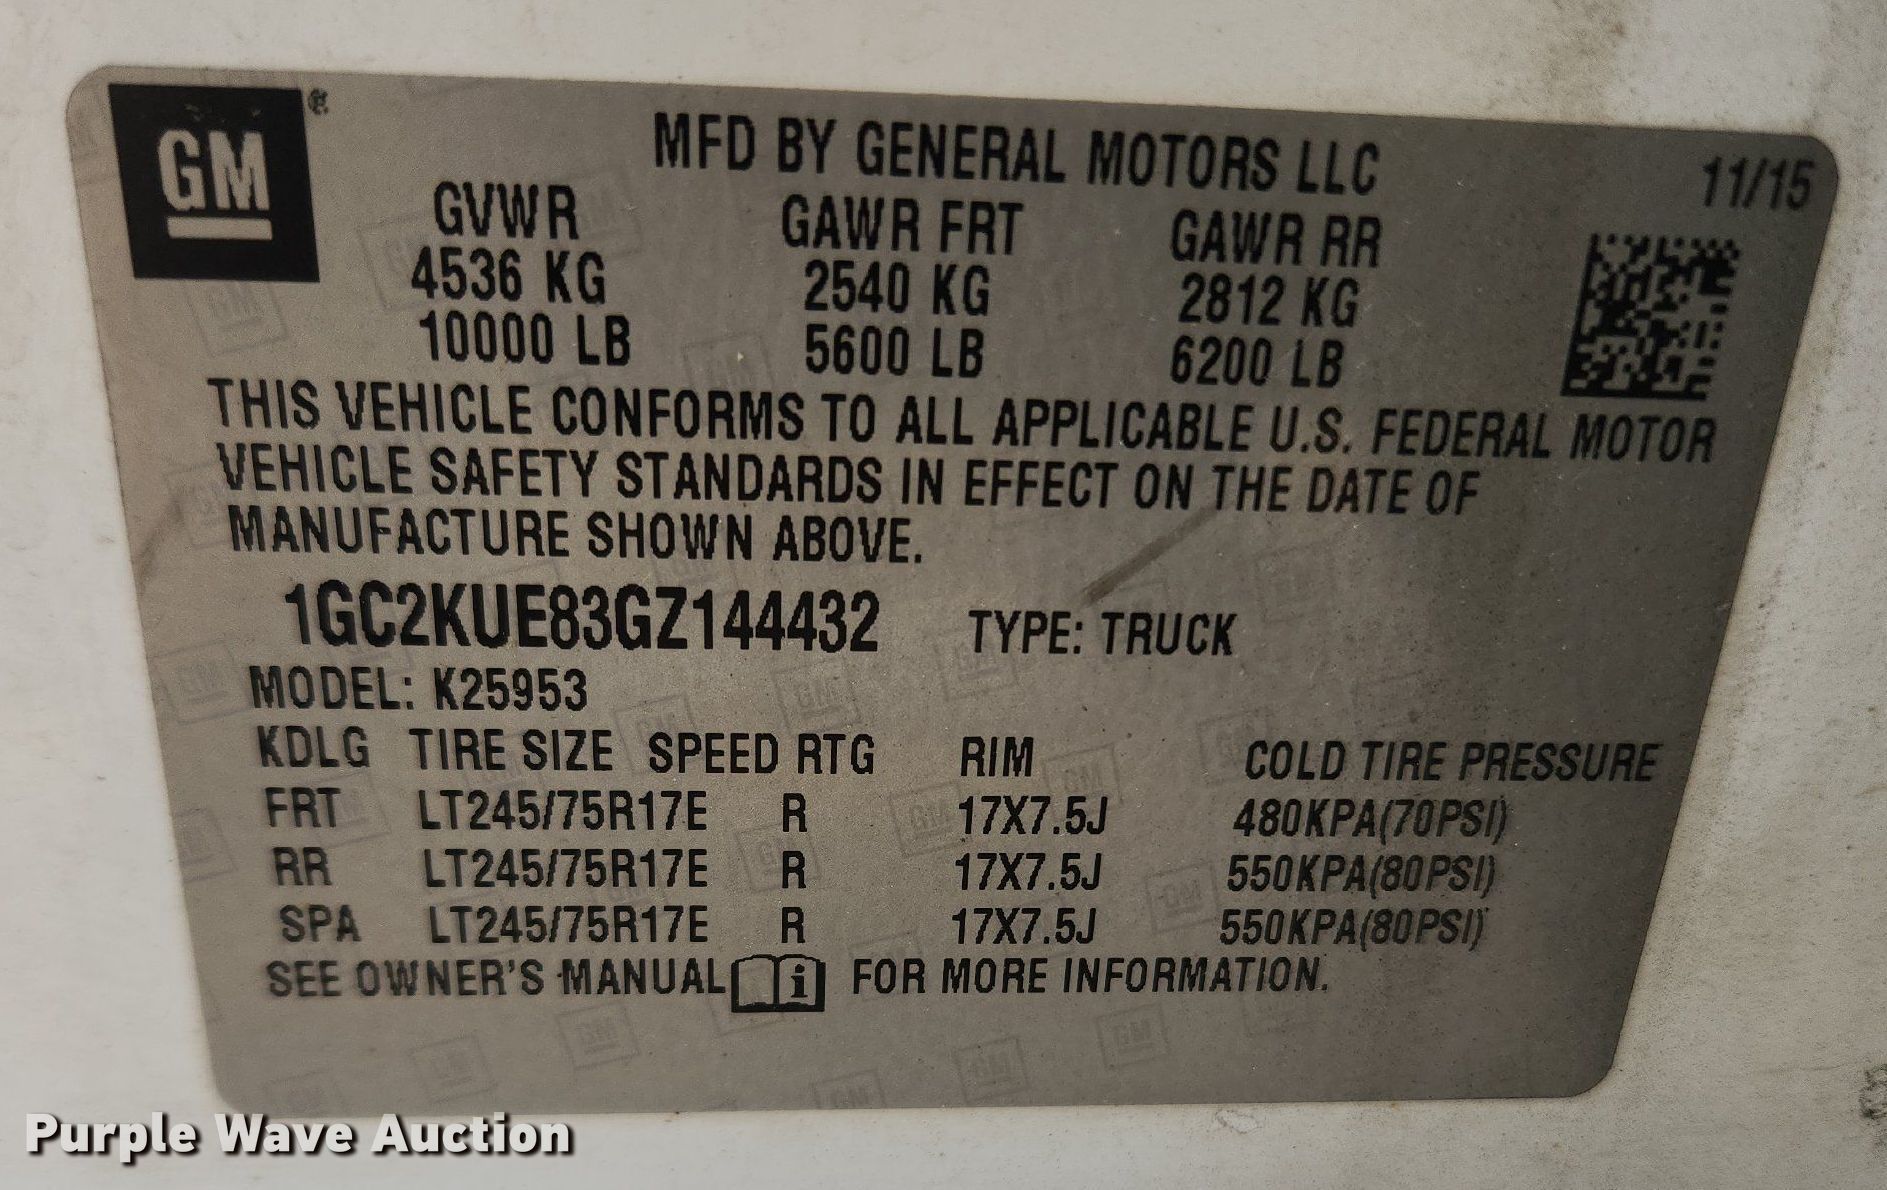 GM®
MFD BY GENERAL MOTORS LLC
11/15
GVWR GAWR FRT GAWR RR
4536 KG 2540 KG 2812 KG
10000 LB 5600 LB 6200 LB
THIS VEHICLE CONFORMS TO ALL APPLICABLE U.S. FEDERAL MOTOR
VEHICLE SAFETY STANDARDS IN EFFECT ON THE DATE OF
MANUFACTURE SHOWN ABOVE.
1GC2KUE83GZ144432 TYPE: TRUCK
MODEL: K25953
KDLG TIRE SIZE SPEED RTG RIM COLD TIRE PRESSURE
FRT LT245/75R17E R 17X7.5J 480KPA(70PSI)
RR LT245/75R17E R 17X7.5J 550KPA(80PSI)
SPA LT245/75R17E R 17X7.5J 550KPA(80PSI)
SEE OWNER'S MANUAL i FOR MORE INFORMATION.
Purple Wave Auction